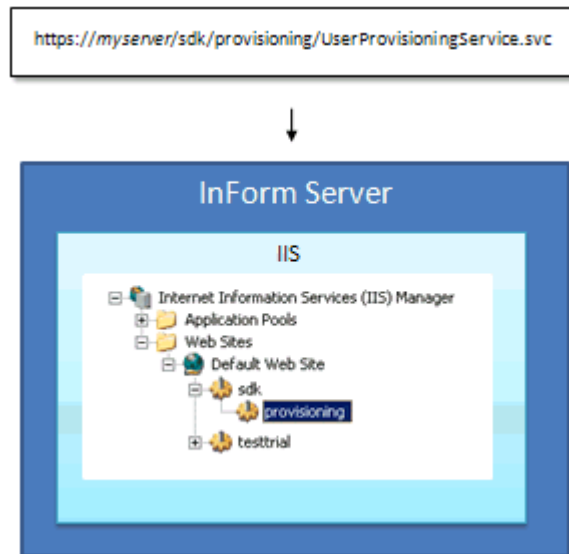 https://myserver/sdk/provisioning/UserProvisioningService.svc
InForm Server
IIS
Internet Information Services (IIS) Manager
Application Pools
Web Sites
Default Web Site
sdk
provisioning
testtrial